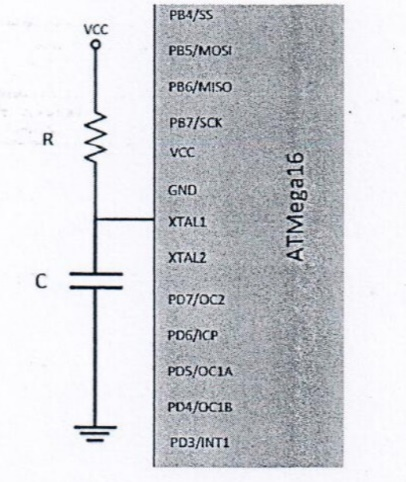 VCC
R
C
PB4/SS
PB5/MOSI
PB6/MISO
PB7/SCK
VCC
GND
XTAL1
XTAL2
PD7/OC2
PD6/ICP
PD5/OC1A
PD4/OC1B
PD3/INT1
ATMega16